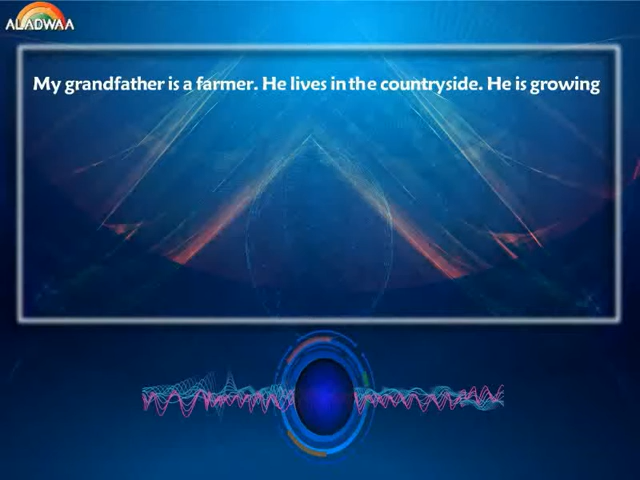 ALADWAA
My grandfather is a farmer. He lives in the countryside. He is growing